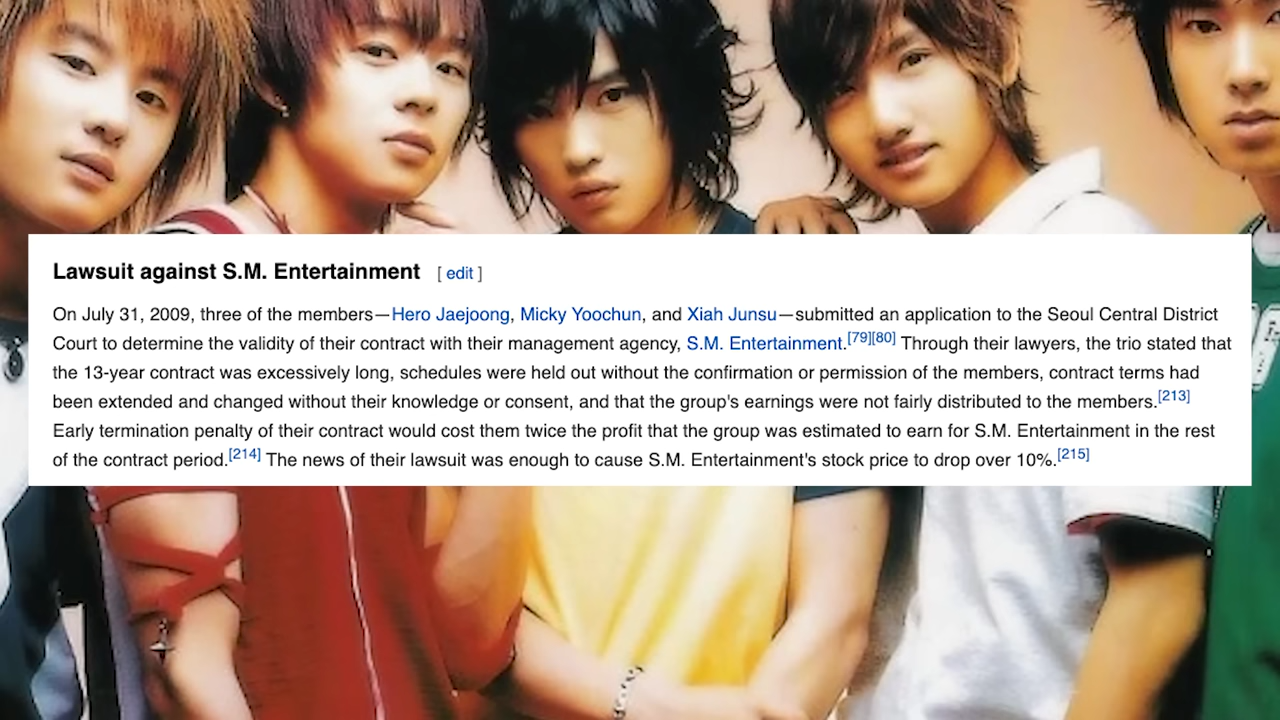 Lawsuit against S.M. Entertainment [ edit ]
On July 31, 2009, three of the members—Hero Jaejoong, Micky Yoochun, and Xiah Junsu—submitted an application to the Seoul Central District
Court to determine the validity of their contract with their management agency, S.M. Entertainment.[79][80] Through their lawyers, the trio stated that
the 13-year contract was excessively long, schedules were held out without the confirmation or permission of the members, contract terms had
been extended and changed without their knowledge or consent, and that the group's earnings were not fairly distributed to the members.[213]
Early termination penalty of their contract would cost them twice the profit that the group was estimated to earn for S.M. Entertainment in the rest
of the contract period.[214] The news of their lawsuit was enough to cause S.M. Entertainment's stock price to drop over 10%.[215]